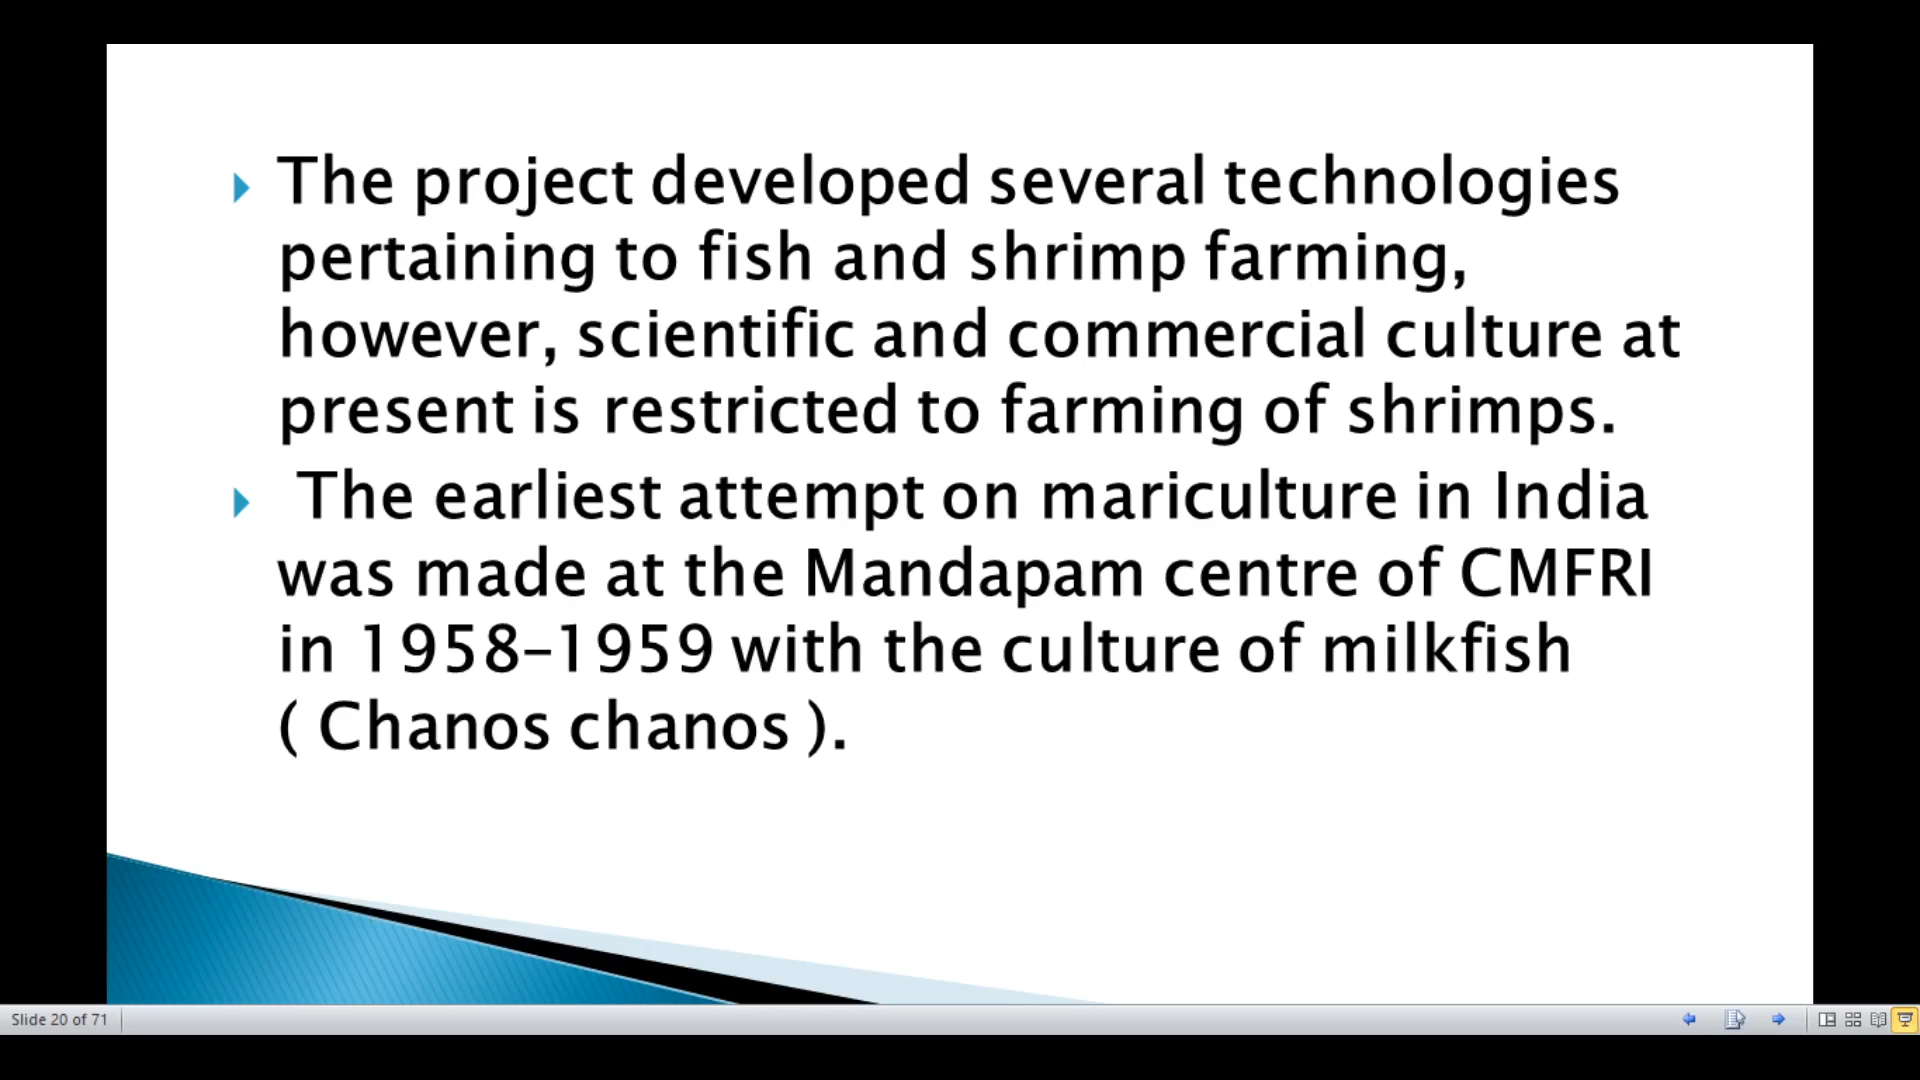 The project developed several technologies
pertaining to fish and shrimp farming,
however, scientific and commercial culture at
present is restricted to farming of shrimps.
The earliest attempt on mariculture in India
was made at the Mandapam centre of CMFRI
in 1958-1959 with the culture of milkfish
( Chanos chanos ).
Slide 20 of 71